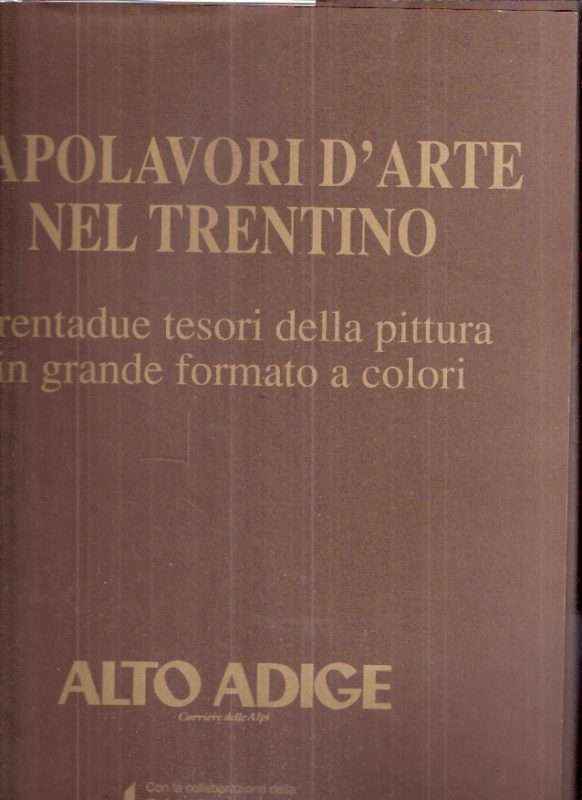 APOLAVORI D'ARTE
NEL TRENTINO
rentadue tesori della pittura
in grande formato a colori
ALTO ADIGE
Corriere delle Alpi
Con la collaborazione della